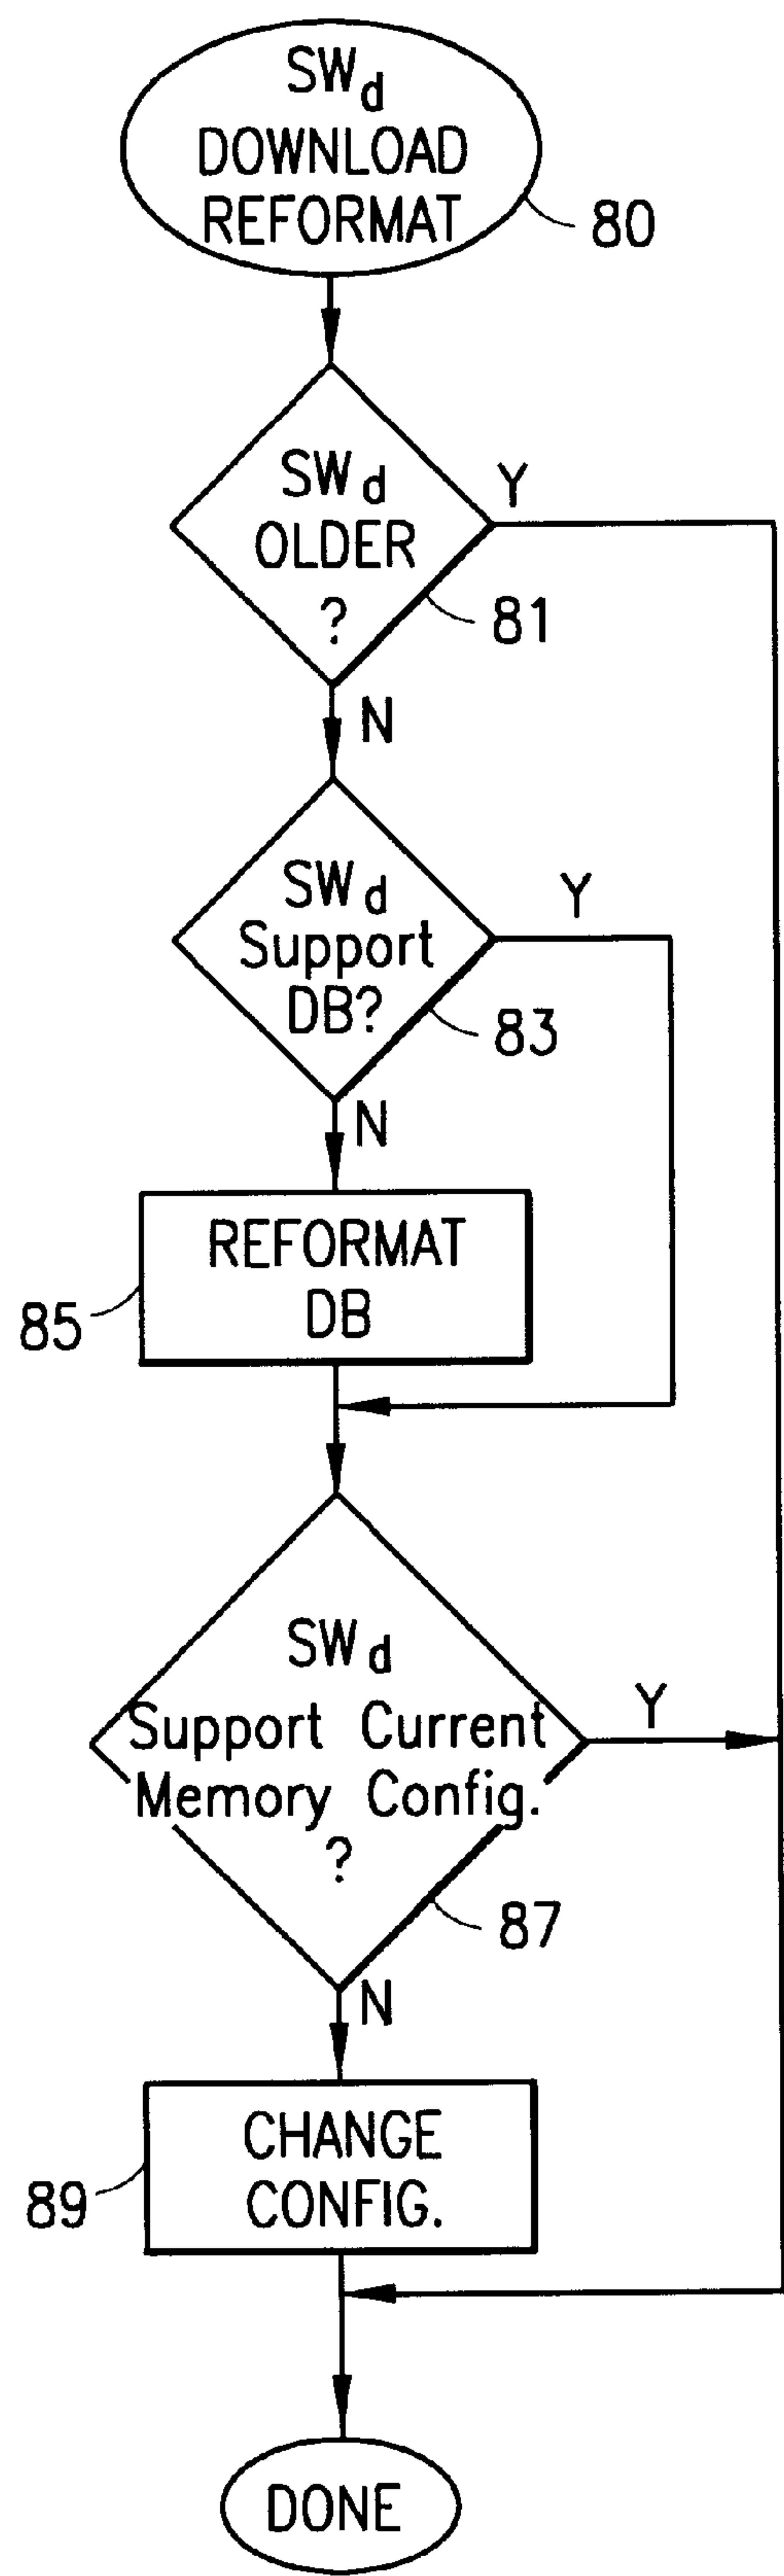 SWd
DOWNLOAD
REFORMAT
80
SWd
OLDER
?
Y
81
N
SWd
Support
DB?
Y
83
N
REFORMAT
DB
85
SWd
Support Current
Memory Config.
?
Y
87
N
CHANGE
CONFIG.
89
DONE